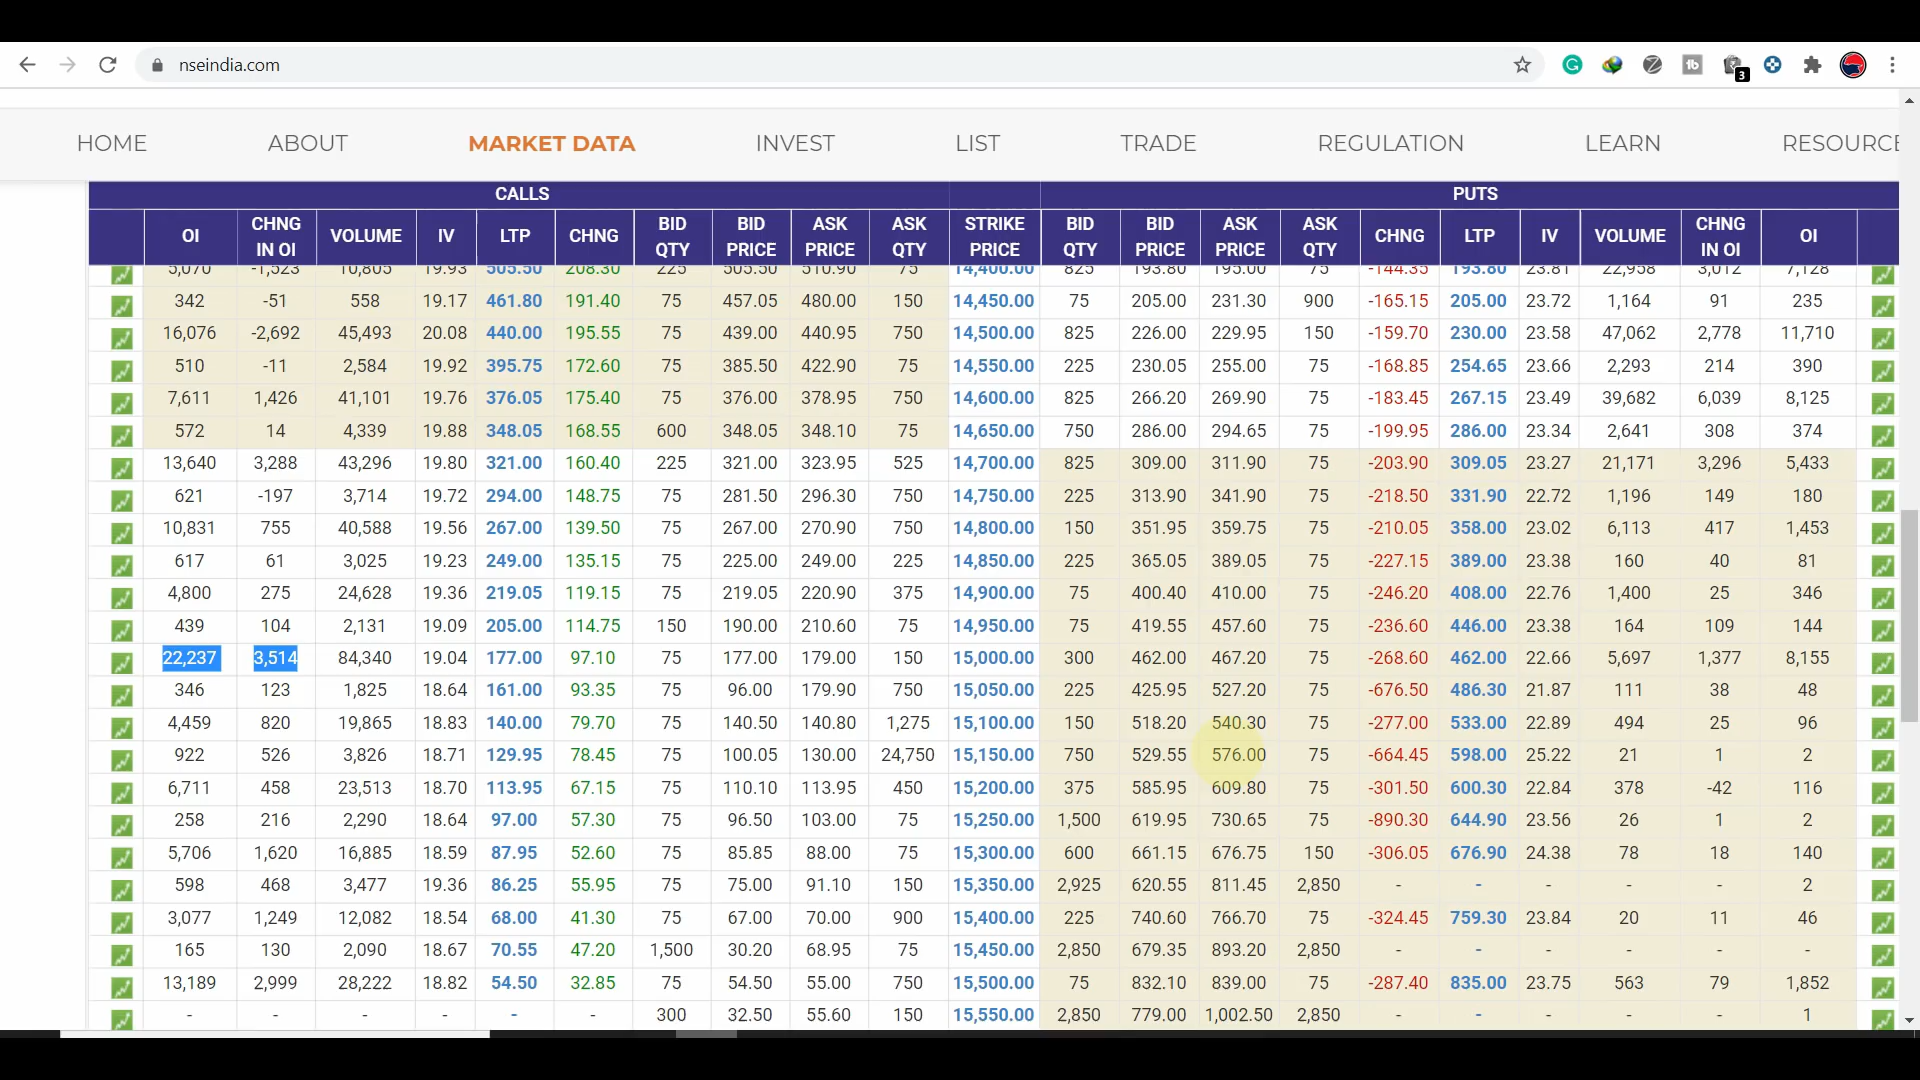 nseindia.com
3
HOME ABOUT MARKET DATA INVEST LIST TRADE REGULATION LEARN RESOURCE
CALLS PUTS
OI CHNG IN OI VOLUME IV LTP CHNG BID QTY BID PRICE ASK PRICE ASK QTY STRIKE PRICE BID QTY BID PRICE ASK PRICE ASK QTY CHNG LTP IV VOLUME CHNG IN OI OI
5,070 -1,523 10,805 19.93 505.50 208.30 225 505.50 510.90 75 14,400.00 825 193.80 195.00 75 -144.35 193.80 23.81 22,958 3,012 7,128
342 -51 558 19.17 461.80 191.40 75 457.05 480.00 150 14,450.00 75 205.00 231.30 900 -165.15 205.00 23.72 1,164 91 235
16,076 -2,692 45,493 20.08 440.00 195.55 75 439.00 440.95 750 14,500.00 825 226.00 229.95 150 -159.70 230.00 23.58 47,062 2,778 11,710
510 -11 2,584 19.92 395.75 172.60 75 385.50 422.90 75 14,550.00 225 230.05 255.00 75 -168.85 254.65 23.66 2,293 214 390
7,611 1,426 41,101 19.76 376.05 175.40 75 376.00 378.95 750 14,600.00 825 266.20 269.90 75 -183.45 267.15 23.49 39,682 6,039 8,125
572 14 4,339 19.88 348.05 168.55 600 348.05 348.10 75 14,650.00 750 286.00 294.65 75 -199.95 286.00 23.34 2,641 308 374
13,640 3,288 43,296 19.80 321.00 160.40 225 321.00 323.95 525 14,700.00 825 309.00 311.90 75 -203.90 309.05 23.27 21,171 3,296 5,433
621 -197 3,714 19.72 294.00 148.75 75 281.50 296.30 750 14,750.00 225 313.90 341.90 75 -218.50 331.90 22.72 1,196 149 180
10,831 755 40,588 19.56 267.00 139.50 75 267.00 270.90 750 14,800.00 150 351.95 359.75 75 -210.05 358.00 23.02 6,113 417 1,453
617 61 3,025 19.23 249.00 135.15 75 225.00 249.00 225 14,850.00 225 365.05 389.05 75 -227.15 389.00 23.38 160 40 81
4,800 275 24,628 19.36 219.05 119.15 75 219.05 220.90 375 14,900.00 75 400.40 410.00 75 -246.20 408.00 22.76 1,400 25 346
439 104 2,131 19.09 205.00 114.75 150 190.00 210.60 75 14,950.00 75 419.55 457.60 75 -236.60 446.00 23.38 164 109 144
22,237 3,514 84,340 19.04 177.00 97.10 75 177.00 179.00 150 15,000.00 300 462.00 467.20 75 -268.60 462.00 22.66 5,697 1,377 8,155
346 123 1,825 18.64 161.00 93.35 75 96.00 179.90 750 15,050.00 225 425.95 527.20 75 -676.50 486.30 21.87 111 38 48
4,459 820 19,865 18.83 140.00 79.70 75 140.50 140.80 1,275 15,100.00 150 518.20 540.30 75 -277.00 533.00 22.89 494 25 96
922 526 3,826 18.71 129.95 78.45 75 100.05 130.00 24,750 15,150.00 750 529.55 576.00 75 -664.45 598.00 25.22 21 1 2
6,711 458 23,513 18.70 113.95 67.15 75 110.10 113.95 450 15,200.00 375 585.95 609.80 75 -301.50 600.30 22.84 378 -42 116
258 216 2,290 18.64 97.00 57.30 75 96.50 103.00 75 15,250.00 1,500 619.95 730.65 75 -890.30 644.90 23.56 26 1 2
5,706 1,620 16,885 18.59 87.95 52.60 75 85.85 88.00 75 15,300.00 600 661.15 676.75 150 -306.05 676.90 24.38 78 18 140
598 468 3,477 19.36 86.25 55.95 75 75.00 91.10 150 15,350.00 2,925 620.55 811.45 2,850 - - - - - 2
3,077 1,249 12,082 18.54 68.00 41.30 75 67.00 70.00 900 15,400.00 225 740.60 766.70 75 -324.45 759.30 23.84 20 11 46
165 130 2,090 18.67 70.55 47.20 1,500 30.20 68.95 75 15,450.00 2,850 679.35 893.20 2,850 - - - - - -
13,189 2,999 28,222 18.82 54.50 32.85 75 54.50 55.00 750 15,500.00 75 832.10 839.00 75 -287.40 835.00 23.75 563 79 1,852
- - - - - - 300 32.50 55.60 150 15,550.00 2,850 779.00 1,002.50 2,850 - - - - - 1